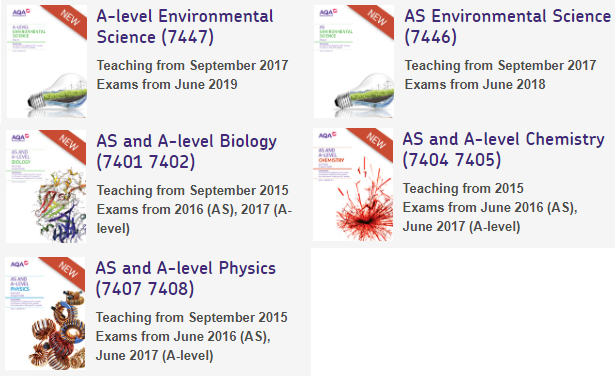 AQA
NEW
A-LEVEL
ENVIRONMENTAL
SCIENCE
A-level Environmental
Science (7447)
Teaching from September 2017
Exams from June 2019
AQA
NEW
AS
ENVIRONMENTAL
SCIENCE
AS Environmental Science
(7446)
Teaching from September 2017
Exams from June 2018
AQA
NEW
AS AND
A-LEVEL
BIOLOGY
AS and A-level Biology
(7401 7402)
Teaching from September 2015
Exams from 2016 (AS), 2017 (A-
level)
AQA
NEW
AS AND
A-LEVEL
CHEMISTRY
AS and A-level Chemistry
(7404 7405)
Teaching from 2015
Exams from June 2016 (AS),
June 2017 (A-level)
AQA
NEW
AS AND
A-LEVEL
PHYSICS
AS and A-level Physics
(7407 7408)
Teaching from September 2015
Exams from June 2016 (AS),
June 2017 (A-level)